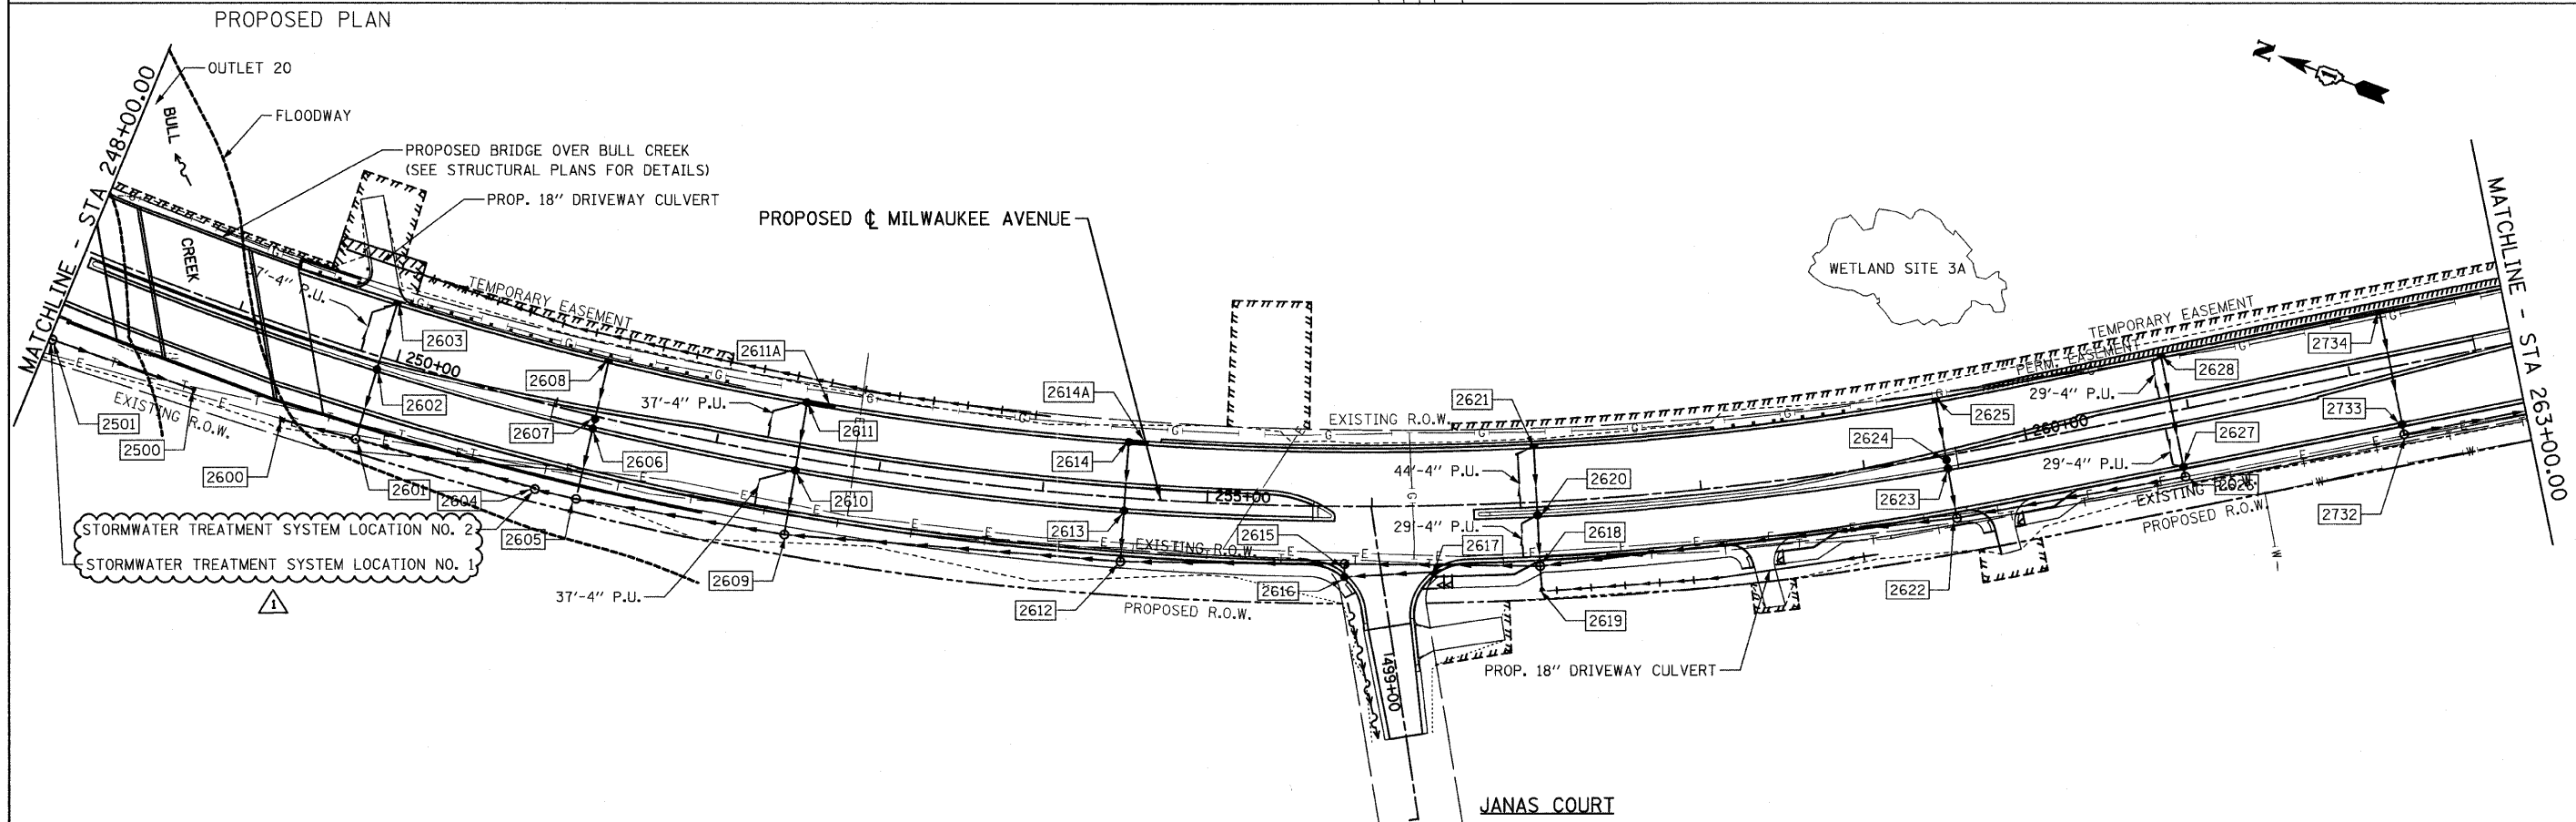 PROPOSED PLAN
OUTLET 20
MATCHLINE - STA 248+00.00
BULL
FLOODWAY
PROPOSED BRIDGE OVER BULL CREEK
(SEE STRUCTURAL PLANS FOR DETAILS)
PROP. 18" DRIVEWAY CULVERT
PROPOSED ℄ MILWAUKEE AVENUE
N
1
WETLAND SITE 3A
MATCHLINE - STA 263+00.00
CREEK
7'-4" P.U.
TEMPORARY EASEMENT
TEMPORARY EASEMENT
PERM. EASEMENT
2603
250+00
2602
2608
2611A
37'-4" P.U.
2611
2614A
2614
EXISTING R.O.W.
2621
2625
29'-4" P.U.
2628
2734
2501
EXISTING R.O.W.
2500
2600
2601
2604
2607
2606
2610
255+00
2613
2615
EXISTING R.O.W.
44'-4" P.U.
29'-4" P.U.
2620
2617
2618
2624
2623
260+00
29'-4" P.U.
2627
2626
EXISTING R.O.W.
2733
2732
PROPOSED R.O.W.
STORMWATER TREATMENT SYSTEM LOCATION NO. 2
STORMWATER TREATMENT SYSTEM LOCATION NO. 1
1
2605
2609
37'-4" P.U.
2612
PROPOSED R.O.W.
2616
2619
2622
1499+00
PROP. 18" DRIVEWAY CULVERT
JANAS COURT